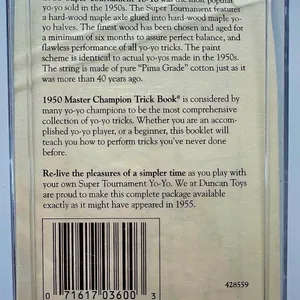 yo-yo sold in the 1950s. The Super Tournament features
a hard-wood maple axle glued into hard-wood maple yo-
yo halves. The finest wood has been chosen and aged for
a minimum of six months to assure perfect balance, and
flawless performance of all yo-yo tricks. The paint
scheme is identical to actual yo-yos made in the 1950s.
The string is made of pure "Pima Grade" cotton just as it
was more than 40 years ago.
1950 Master Champion Trick Book® is considered by
many yo-yo champions to be the most comprehensive
collection of yo-yo tricks. Whether you are an accom-
plished yo-yo player, or a beginner, this booklet will
teach you how to perform tricks you've never done
before.
Re-live the pleasures of a simpler time as you play with
your own Super Tournament Yo-Yo. We at Duncan Toys
are proud to make this complete package available
exactly as it might have appeared in 1955.
428559
0 71617 03600 3